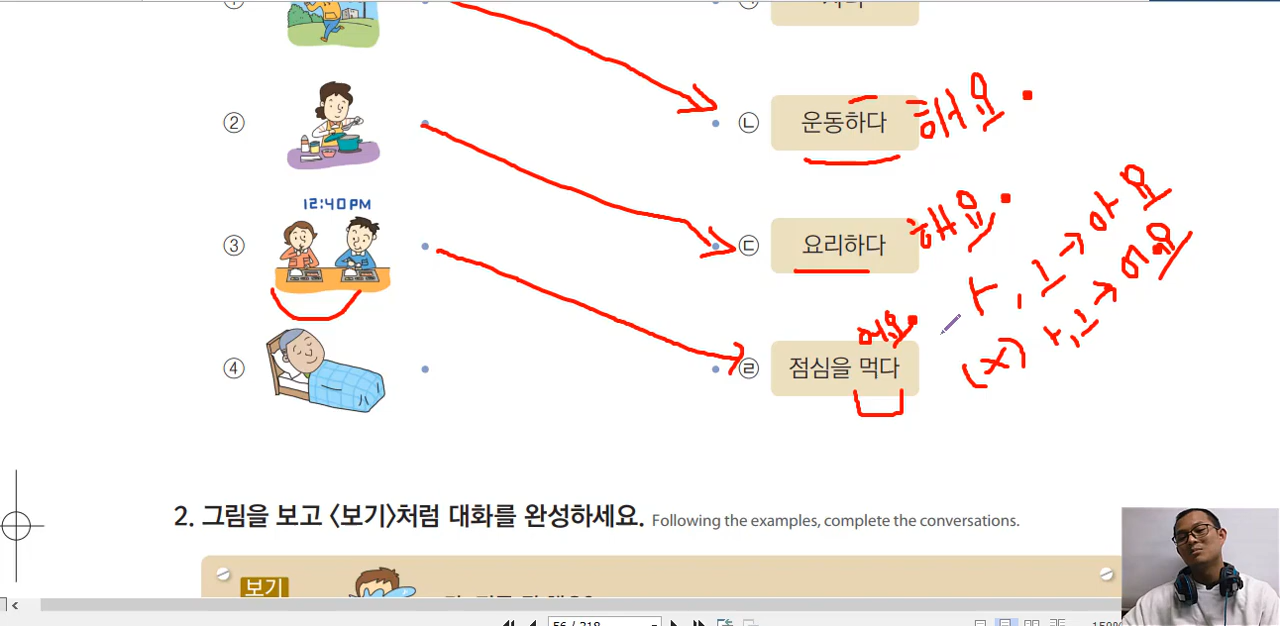 ② ㉡ 운동하다 해요.
12:40 PM
③ ㉢ 요리하다 해요.
ㅏ, ㅗ → 아요
(X) ㅏ, ㅗ → 어요
어요.
④ ㉣ 점심을 먹다
2. 그림을 보고 〈보기〉처럼 대화를 완성하세요. Following the examples, complete the conversations.
보기